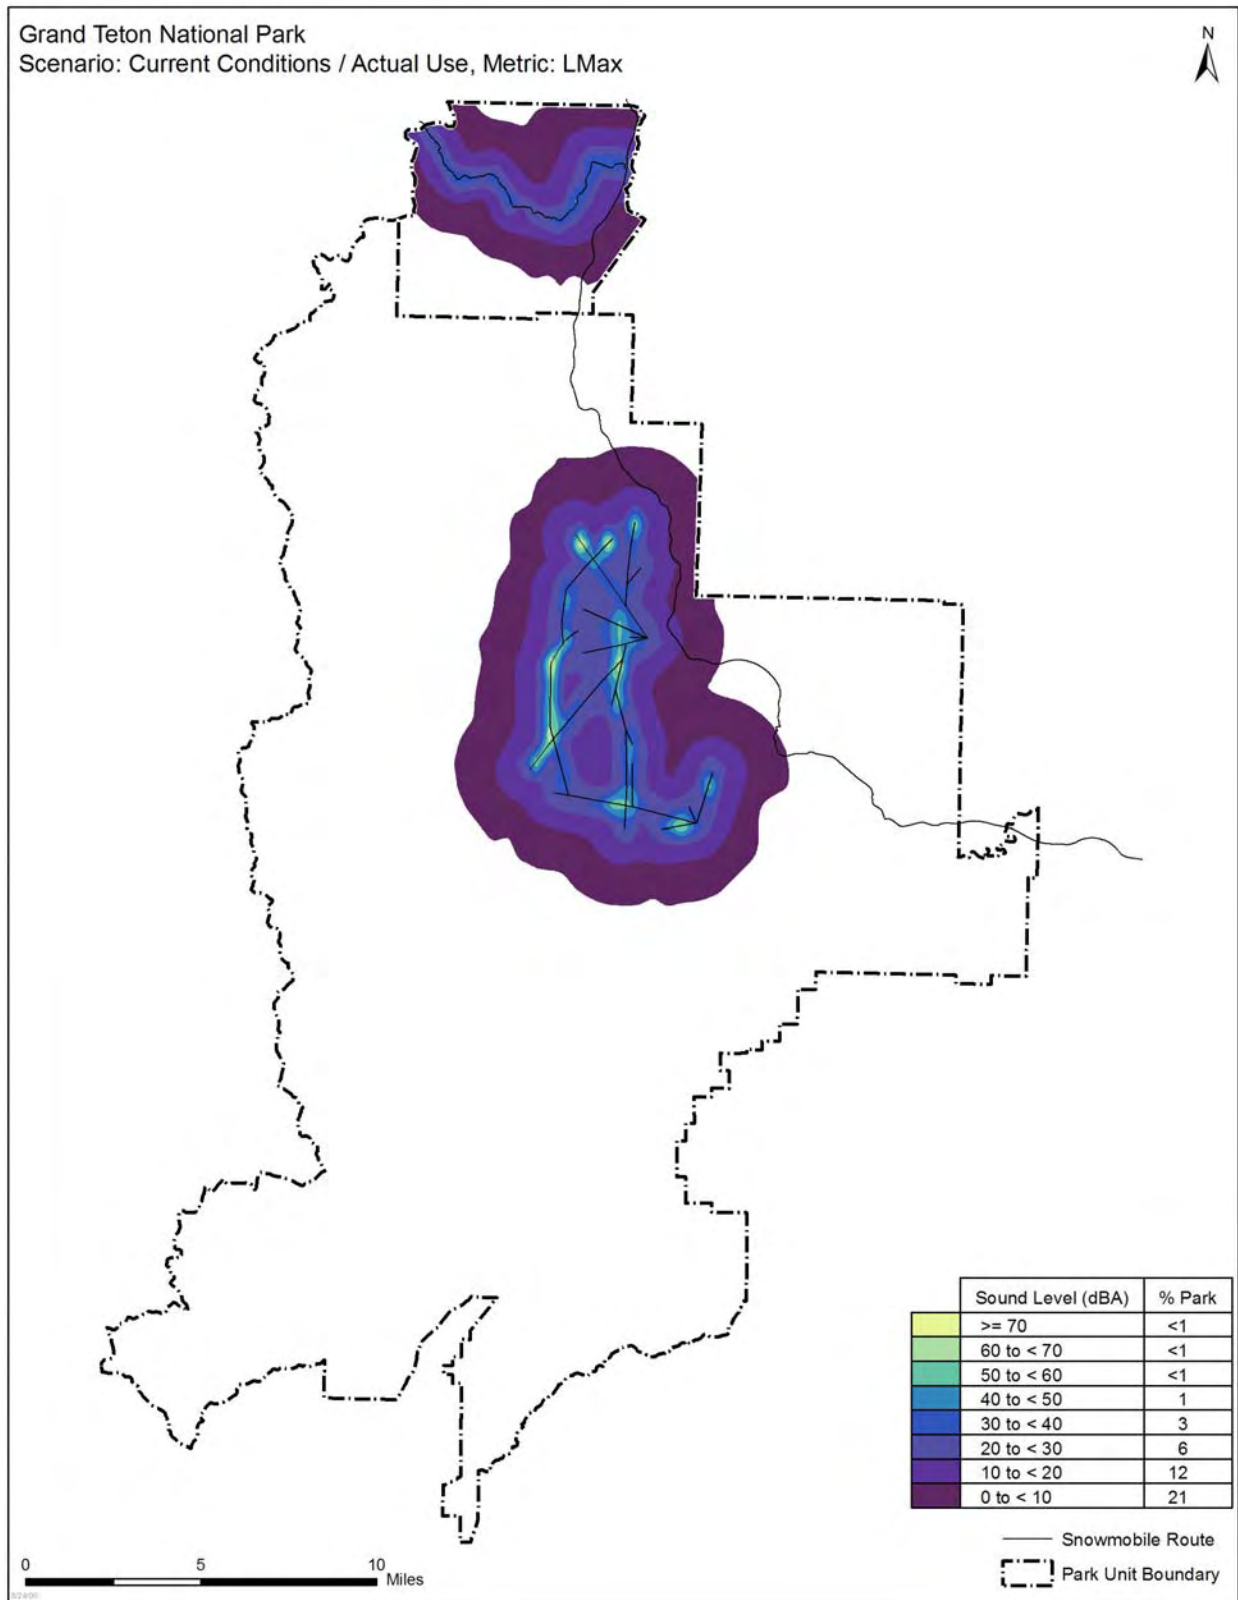 Grand Teton National Park
Scenario: Current Conditions / Actual Use, Metric: LMax
N
Sound Level (dBA) % Park
>= 70 <1
60 to < 70 <1
50 to < 60 <1
40 to < 50 1
30 to < 40 3
20 to < 30 6
10 to < 20 12
0 to < 10 21
Snowmobile Route
Park Unit Boundary
0 5 10
Miles